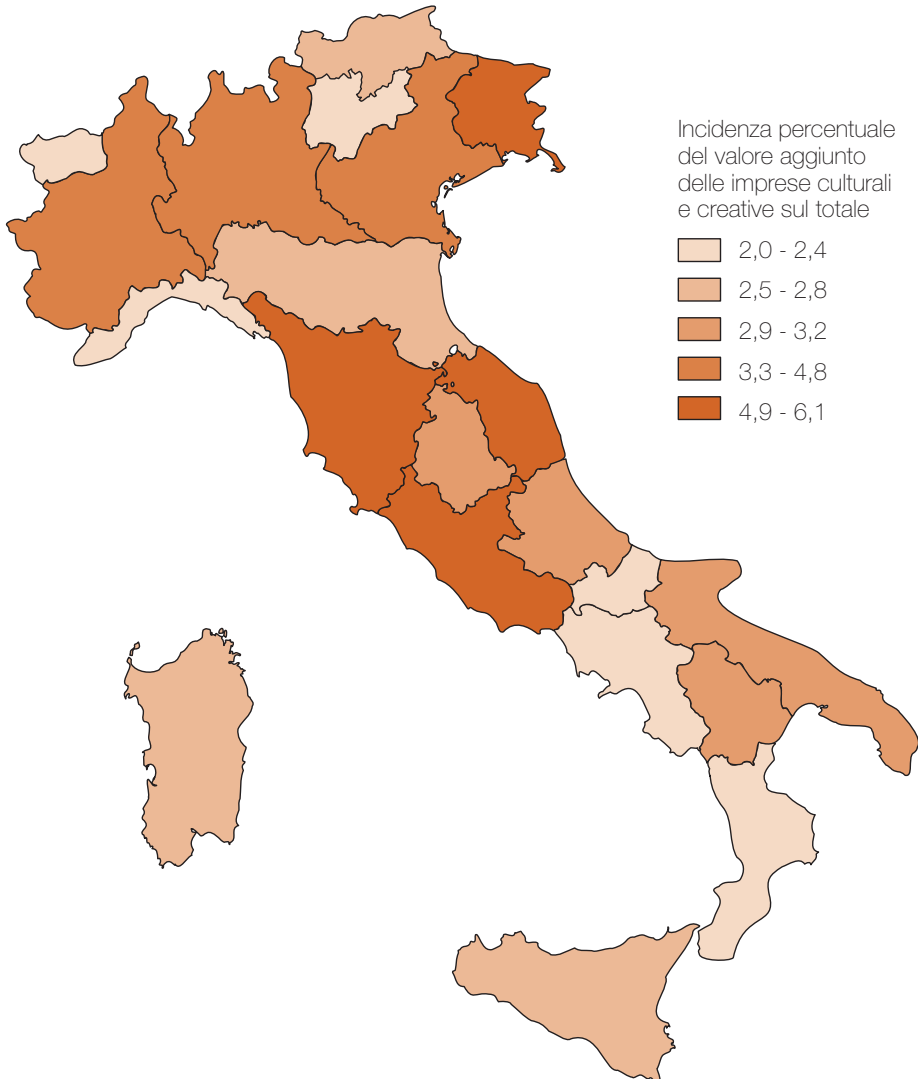 Incidenza percentuale
del valore aggiunto
delle imprese culturali
e creative sul totale
2,0 - 2,4
2,5 - 2,8
2,9 - 3,2
3,3 - 4,8
4,9 - 6,1